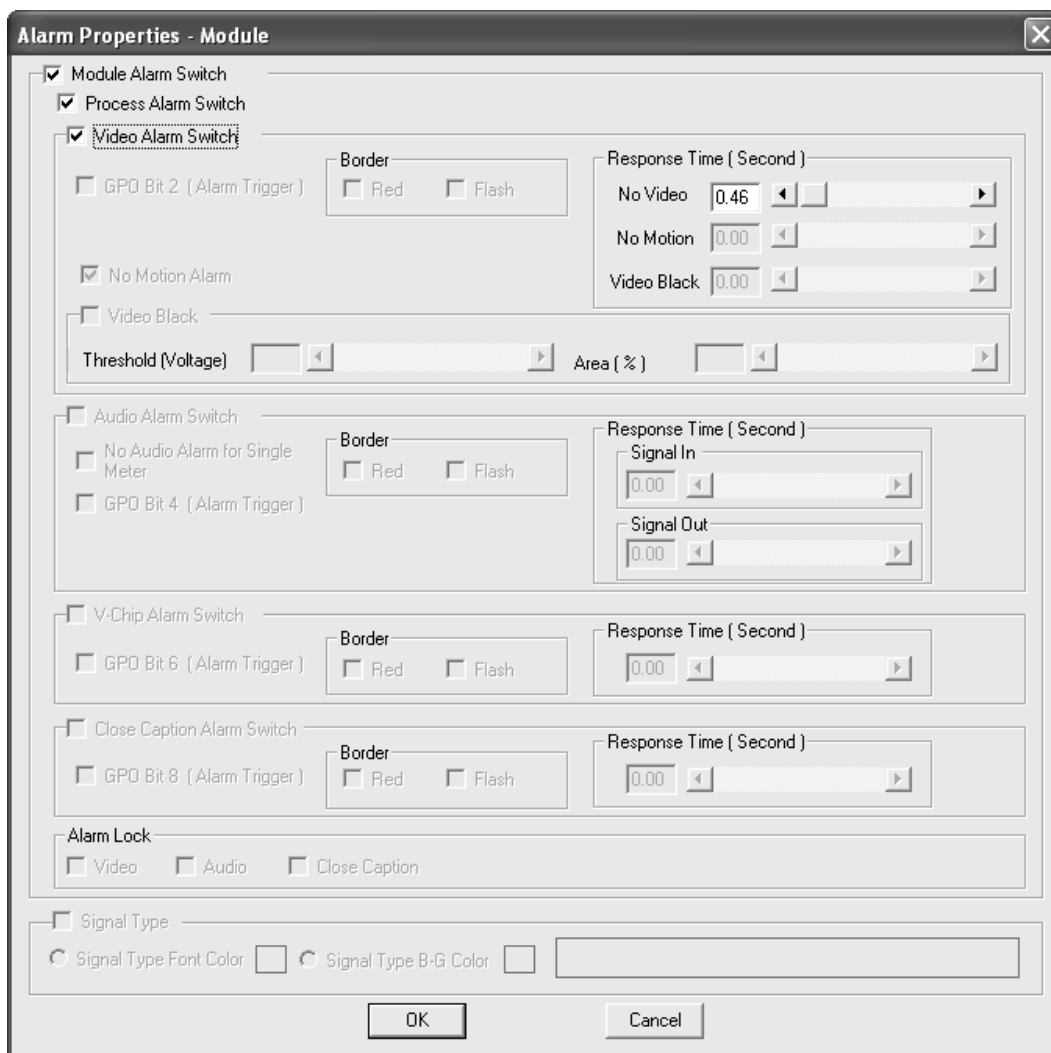 Alarm Properties - Module
Module Alarm Switch
Process Alarm Switch
Video Alarm Switch
GPO Bit 2 ( Alarm Trigger )
Border
Red
Flash
Response Time ( Second )
No Video
0.46
No Motion
0.00
Video Black
0.00
No Motion Alarm
Video Black
Threshold (Voltage)
Area ( % )
Audio Alarm Switch
No Audio Alarm for Single
Meter
GPO Bit 4 ( Alarm Trigger )
Border
Red
Flash
Response Time ( Second )
Signal In
0.00
Signal Out
0.00
V-Chip Alarm Switch
GPO Bit 6 ( Alarm Trigger )
Border
Red
Flash
Response Time ( Second )
0.00
Close Caption Alarm Switch
GPO Bit 8 ( Alarm Trigger )
Border
Red
Flash
Response Time ( Second )
0.00
Alarm Lock
Video
Audio
Close Caption
Signal Type
Signal Type Font Color
Signal Type B-G Color
OK
Cancel